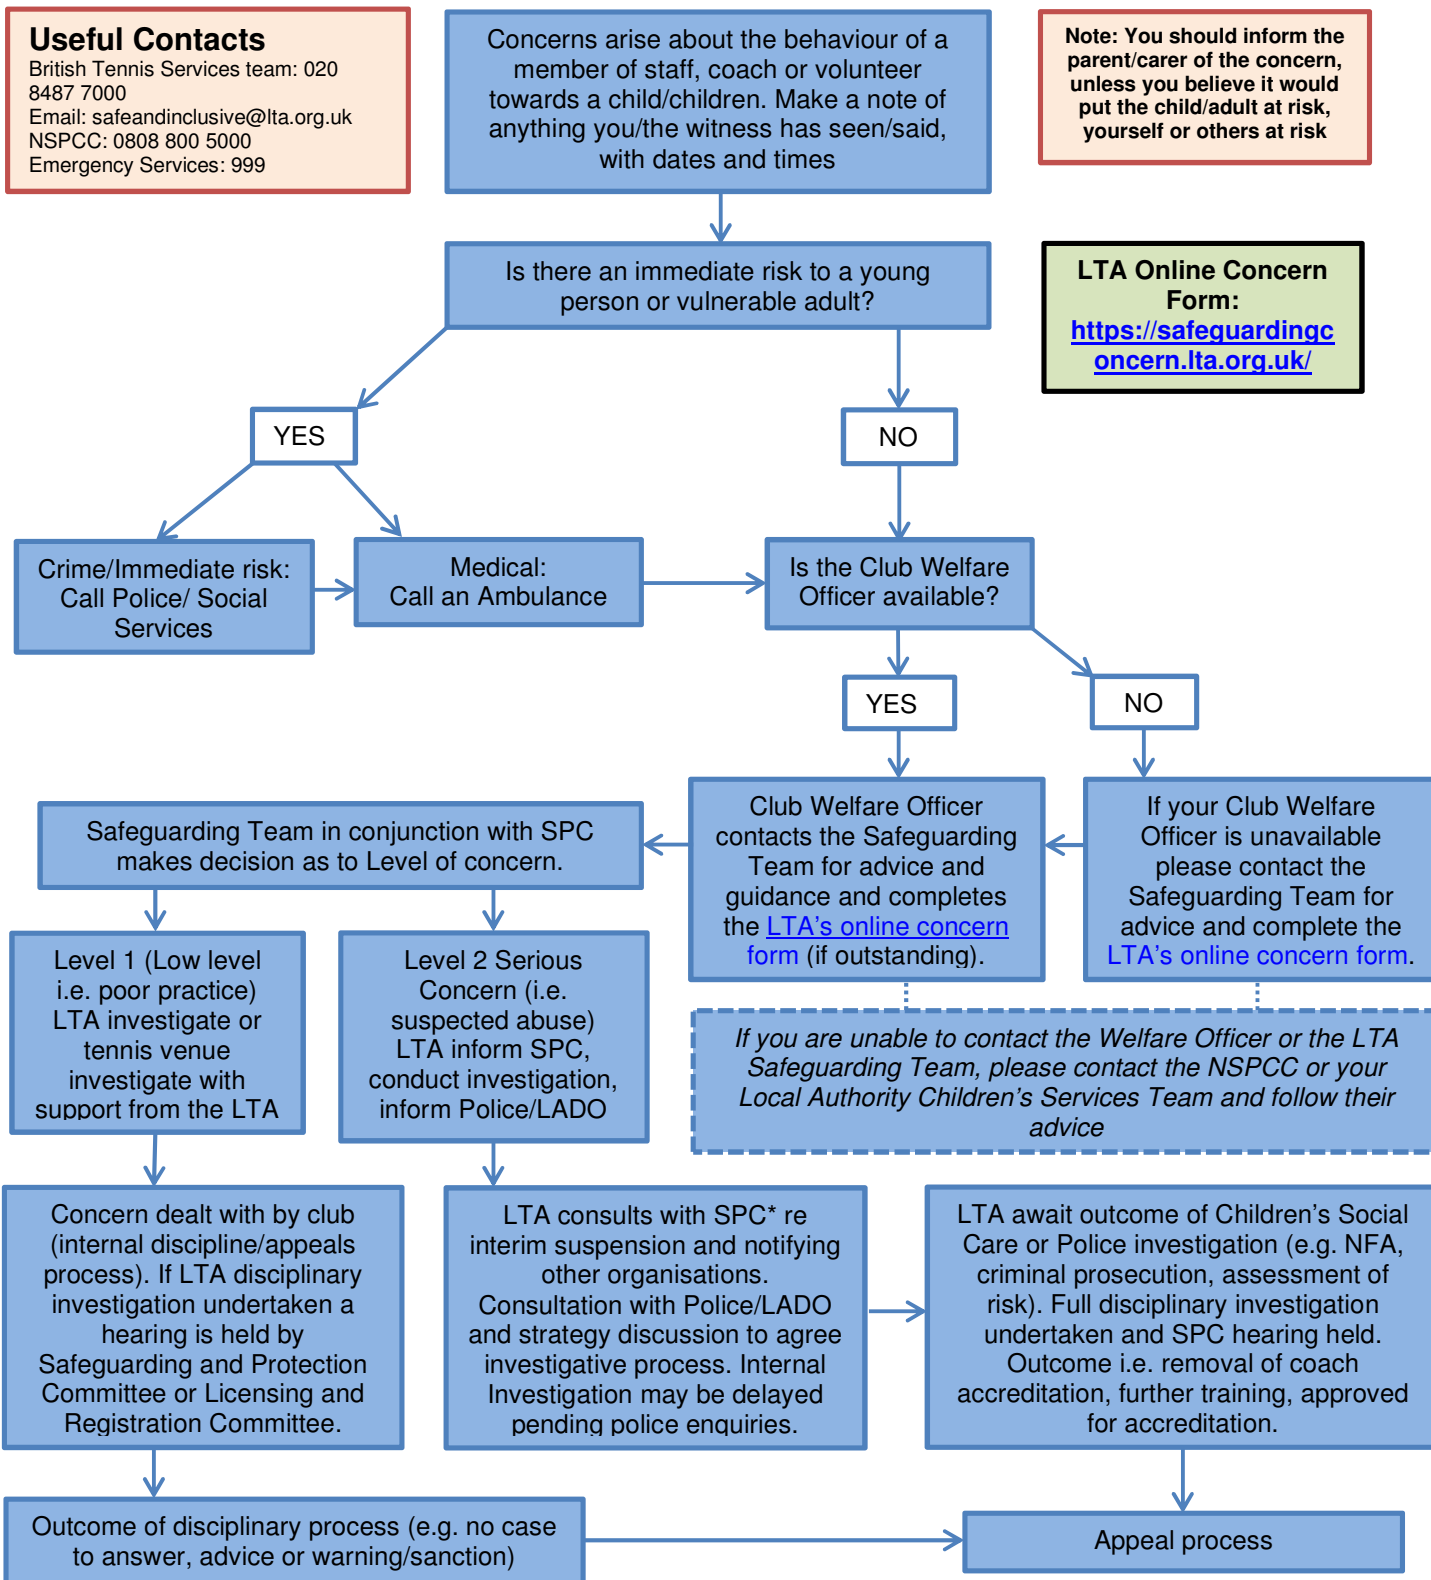 Useful Contacts
British Tennis Services team: 020
8487 7000
Email: safeandinclusive@lta.org.uk
NSPCC: 0808 800 5000
Emergency Services: 999
Concerns arise about the behaviour of a
member of staff, coach or volunteer
towards a child/children. Make a note of
anything you/the witness has seen/said,
with dates and times
Note: You should inform the
parent/carer of the concern,
unless you believe it would
put the child/adult at risk,
yourself or others at risk
Is there an immediate risk to a young
person or vulnerable adult?
LTA Online Concern
Form:
https://safeguardingc
oncern.lta.org.uk/
YES
NO
Crime/Immediate risk:
Call Police/ Social
Services
Medical:
Call an Ambulance
Is the Club Welfare
Officer available?
YES
NO
Safeguarding Team in conjunction with SPC
makes decision as to Level of concern.
Club Welfare Officer
contacts the Safeguarding
Team for advice and
guidance and completes
the LTA's online concern
form (if outstanding).
If your Club Welfare
Officer is unavailable
please contact the
Safeguarding Team for
advice and complete the
LTA's online concern form.
Level 1 (Low level
i.e. poor practice)
LTA investigate or
tennis venue
investigate with
support from the LTA
Level 2 Serious
Concern (i.e.
suspected abuse)
LTA inform SPC,
conduct investigation,
inform Police/LADO
If you are unable to contact the Welfare Officer or the LTA
Safeguarding Team, please contact the NSPCC or your
Local Authority Children's Services Team and follow their
advice
Concern dealt with by club
(internal discipline/appeals
process). If LTA disciplinary
investigation undertaken a
hearing is held by
Safeguarding and Protection
Committee or Licensing and
Registration Committee.
LTA consults with SPC* re
interim suspension and notifying
other organisations.
Consultation with Police/LADO
and strategy discussion to agree
investigative process. Internal
Investigation may be delayed
pending police enquiries.
LTA await outcome of Children's Social
Care or Police investigation (e.g. NFA,
criminal prosecution, assessment of
risk). Full disciplinary investigation
undertaken and SPC hearing held.
Outcome i.e. removal of coach
accreditation, further training, approved
for accreditation.
Outcome of disciplinary process (e.g. no case
to answer, advice or warning/sanction)
Appeal process